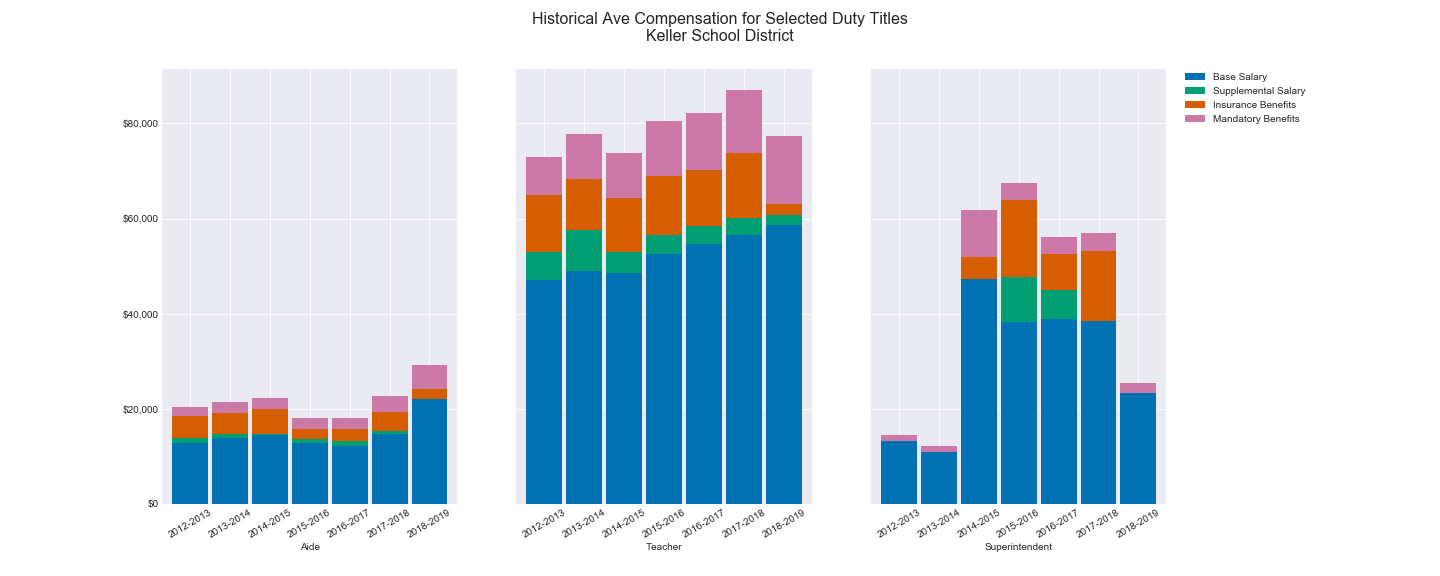 Historical Ave Compensation for Selected Duty Titles
Keller School District
$80,000
$60,000
$40,000
$20,000
$0
2012-2013
2013-2014
2014-2015
2015-2016
2016-2017
2017-2018
2018-2019
Aide
2012-2013
2013-2014
2014-2015
2015-2016
2016-2017
2017-2018
2018-2019
Teacher
2012-2013
2013-2014
2014-2015
2015-2016
2016-2017
2017-2018
2018-2019
Superintendent
Base Salary
Supplemental Salary
Insurance Benefits
Mandatory Benefits